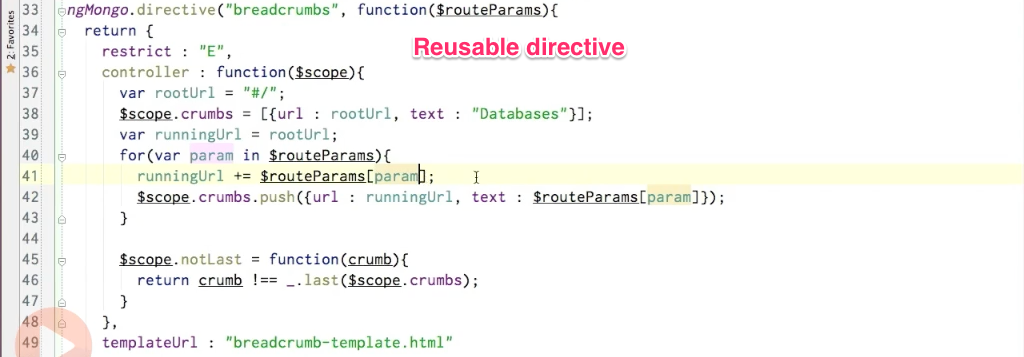 2: Favorites
Reusable directive
33 ngMongo.directive("breadcrumbs", function($routeParams){
34 return {
35 restrict : "E",
36 controller : function($scope){
37 var rootUrl = "#/";
38 $scope.crumbs = [{url : rootUrl, text : "Databases"}];
39 var runningUrl = rootUrl;
40 for(var param in $routeParams){
41 runningUrl += $routeParams[param];
42 $scope.crumbs.push({url : runningUrl, text : $routeParams[param]});
43 }
44
45 $scope.notLast = function(crumb){
46 return crumb !== _.last($scope.crumbs);
47 }
48 },
49 templateUrl : "breadcrumb-template.html"